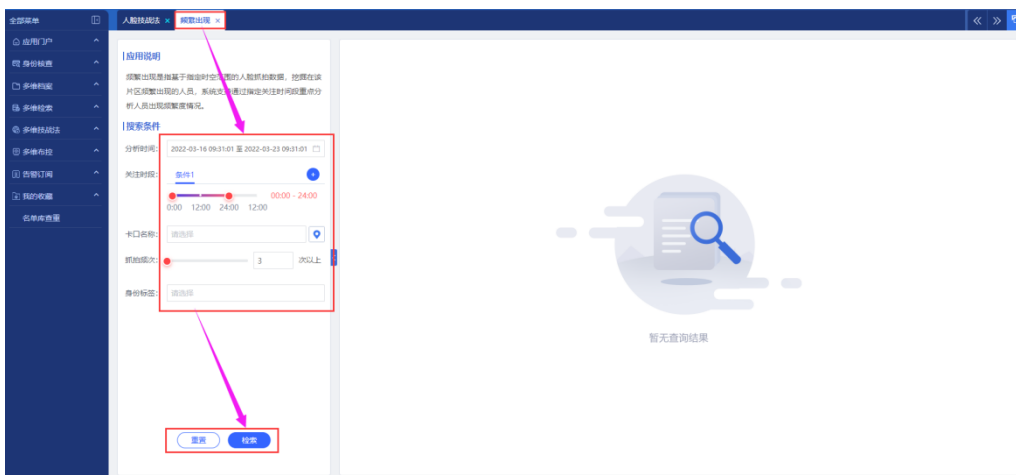 全部菜单
人脸技战法 ×
频繁出现 ×
应用门户
身份核查
多维档案
多维检索
多维技战法
多维布控
告警订阅
我的收藏
名单库查重
应用说明
频繁出现是指基于指定时空范围的人脸抓拍数据，挖掘在该
片区频繁出现的人员，系统支持通过指定关注时间段重点分
析人员出现频繁度情况。
搜索条件
分析时间： 2022-03-16 09:31:01 至 2022-03-23 09:31:01
关注时段： 条件1
00:00 - 24:00
0:00 12:00 24:00 12:00
卡口名称： 请选择
抓拍频次： 3 次以上
身份标签： 请选择
重置 检索
暂无查询结果